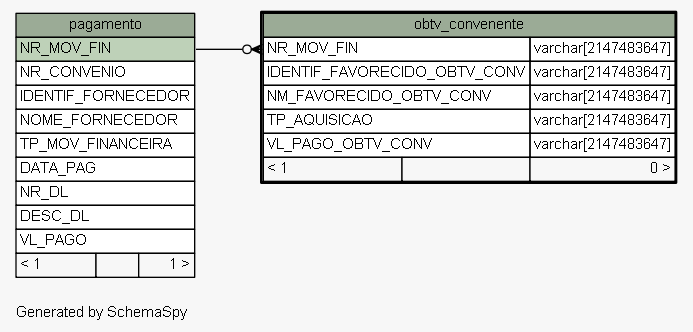 pagamento
NR_MOV_FIN
NR_CONVENIO
IDENTIF_FORNECEDOR
NOME_FORNECEDOR
TP_MOV_FINANCEIRA
DATA_PAG
NR_DL
DESC_DL
VL_PAGO
< 1 1 >
obtv_convenente
NR_MOV_FIN varchar[2147483647]
IDENTIF_FAVORECIDO_OBTV_CONV varchar[2147483647]
NM_FAVORECIDO_OBTV_CONV varchar[2147483647]
TP_AQUISICAO varchar[2147483647]
VL_PAGO_OBTV_CONV varchar[2147483647]
< 1 0 >
Generated by SchemaSpy